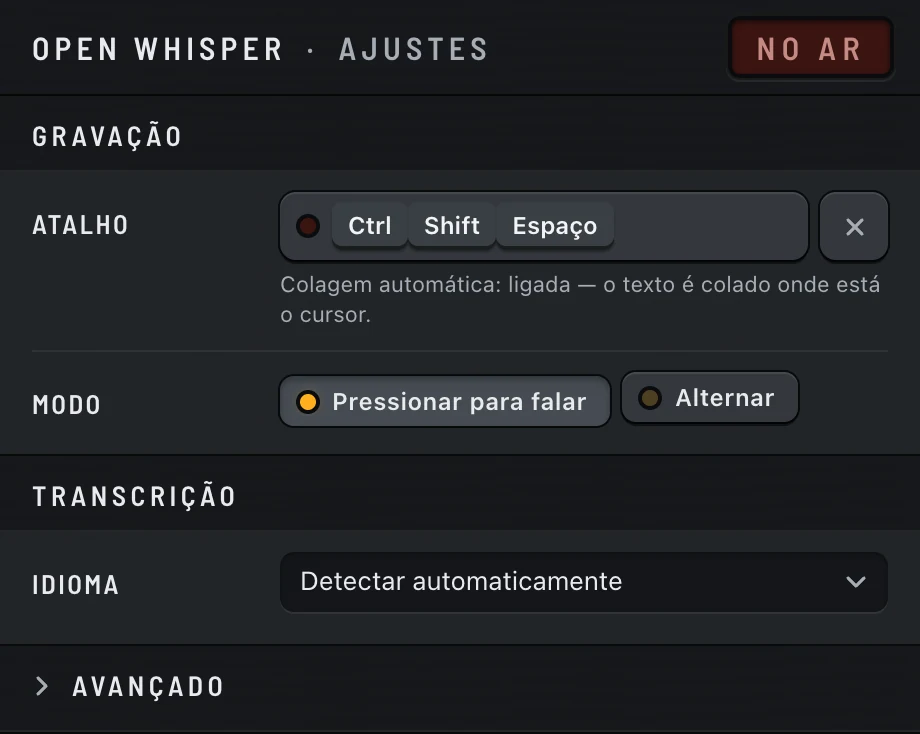 OPEN WHISPER · AJUSTES
NO AR
GRAVAÇÃO
ATALHO
Ctrl Shift Espaço
Colagem automática: ligada — o texto é colado onde está
o cursor.
MODO
Pressionar para falar
Alternar
TRANSCRIÇÃO
IDIOMA
Detectar automaticamente
AVANÇADO